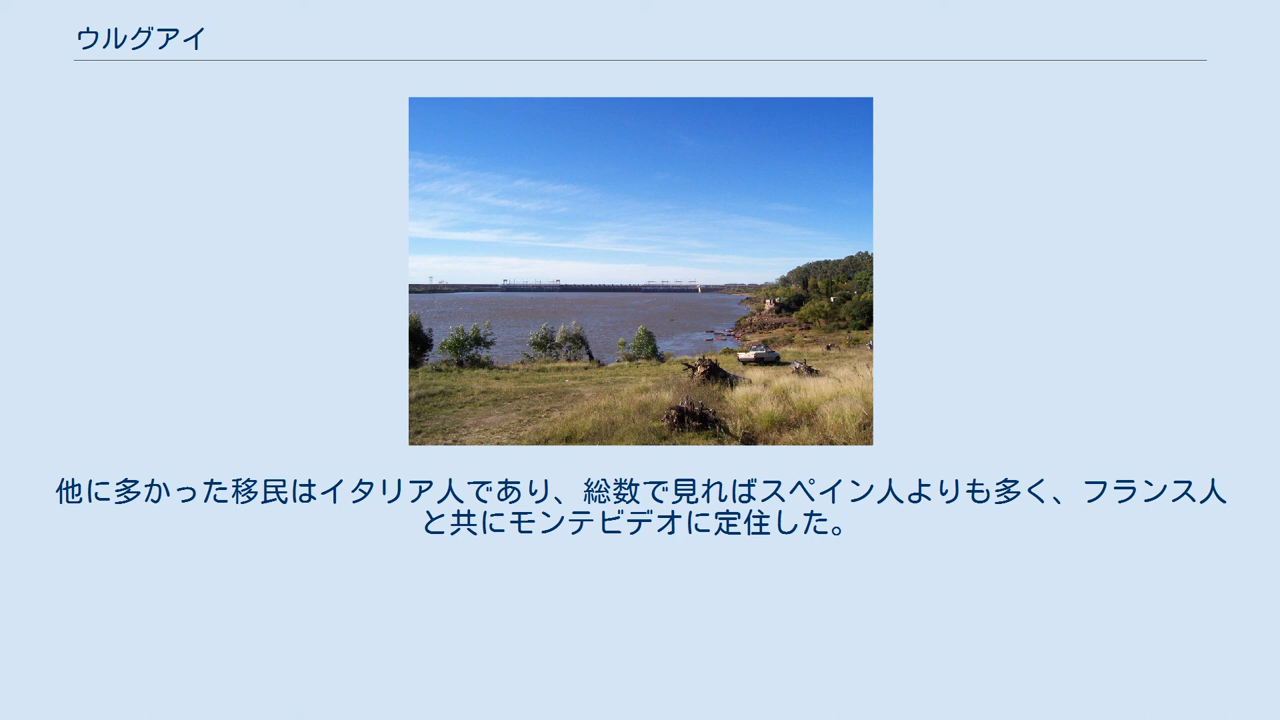 ウルグアイ
他に多かった移民はイタリア人であり、総数で見ればスペイン人よりも多く、フランス人
と共にモンテビデオに定住した。